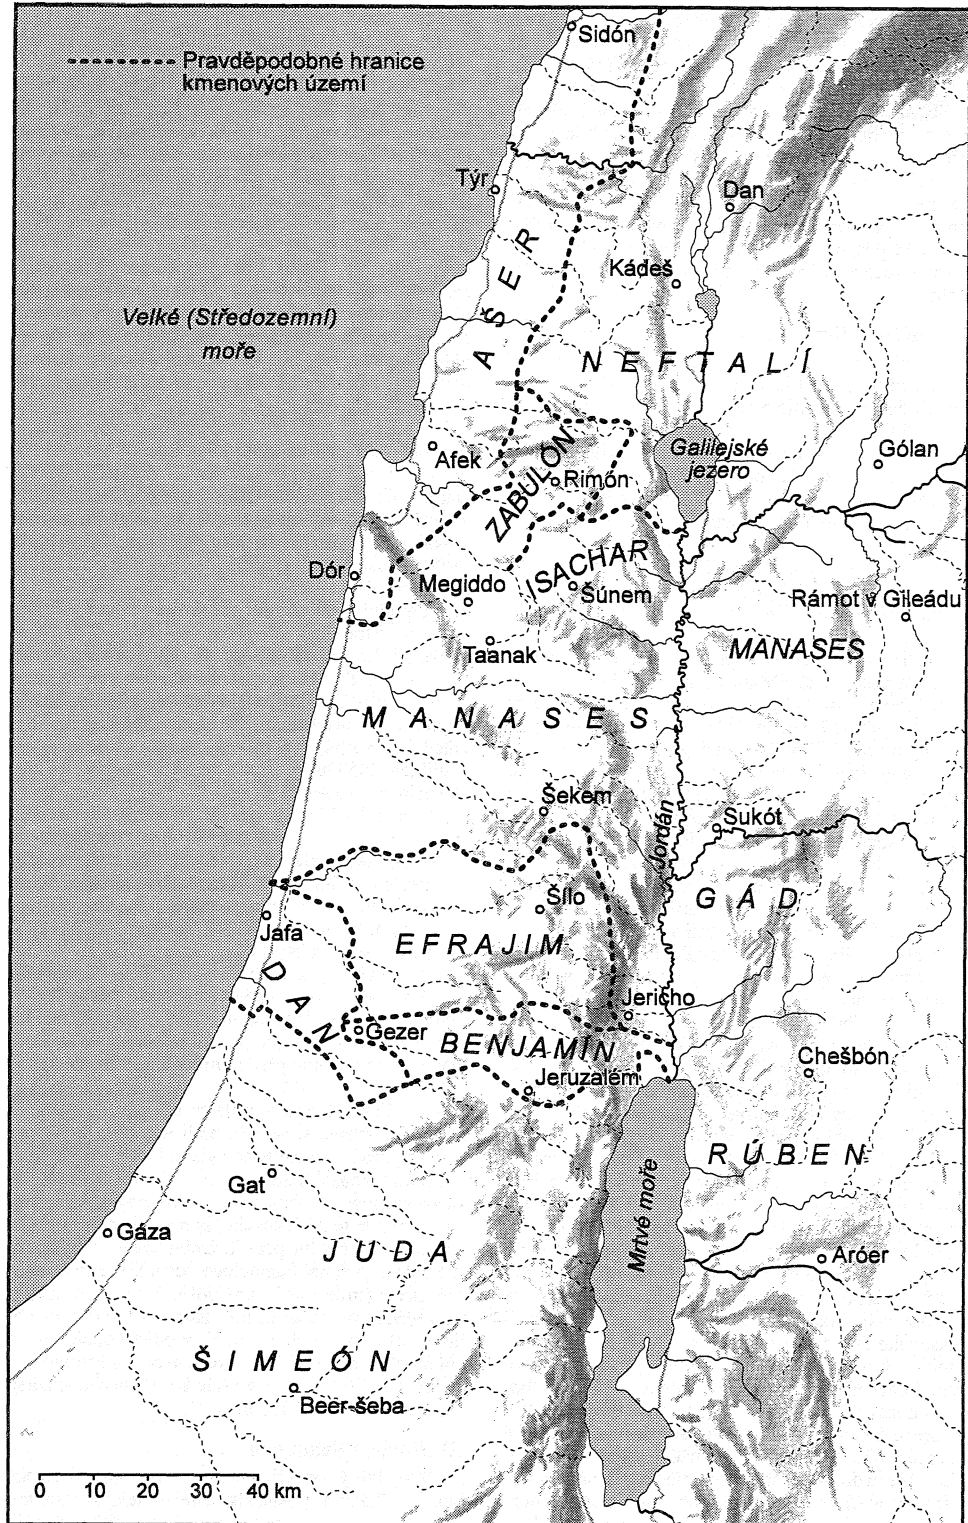 Sidón
Pravděpodobné hranice
kmenových území
Týr
Dan
AŠER
Kádeš
Velké (Středozemní)
moře
NEFTALÍ
Galilejské
jezero
Gólan
Afek
ZABULÓN
Rimón
Dór
ISACHAR
Megiddo
Šúnem
Rámot v Gileádu
Taanak
MANASES
MANASES
Šekem
Jordán
Sukót
Šílo
GÁD
Jafa
EFRAJIM
DAN
Jericho
Gezer
BENJAMÍN
Chešbón
Jeruzalém
RÚBEN
Gat
Mrtvé moře
Gáza
JUDA
Aróer
ŠIMEÓN
Beer-šeba
0 10 20 30 40 km